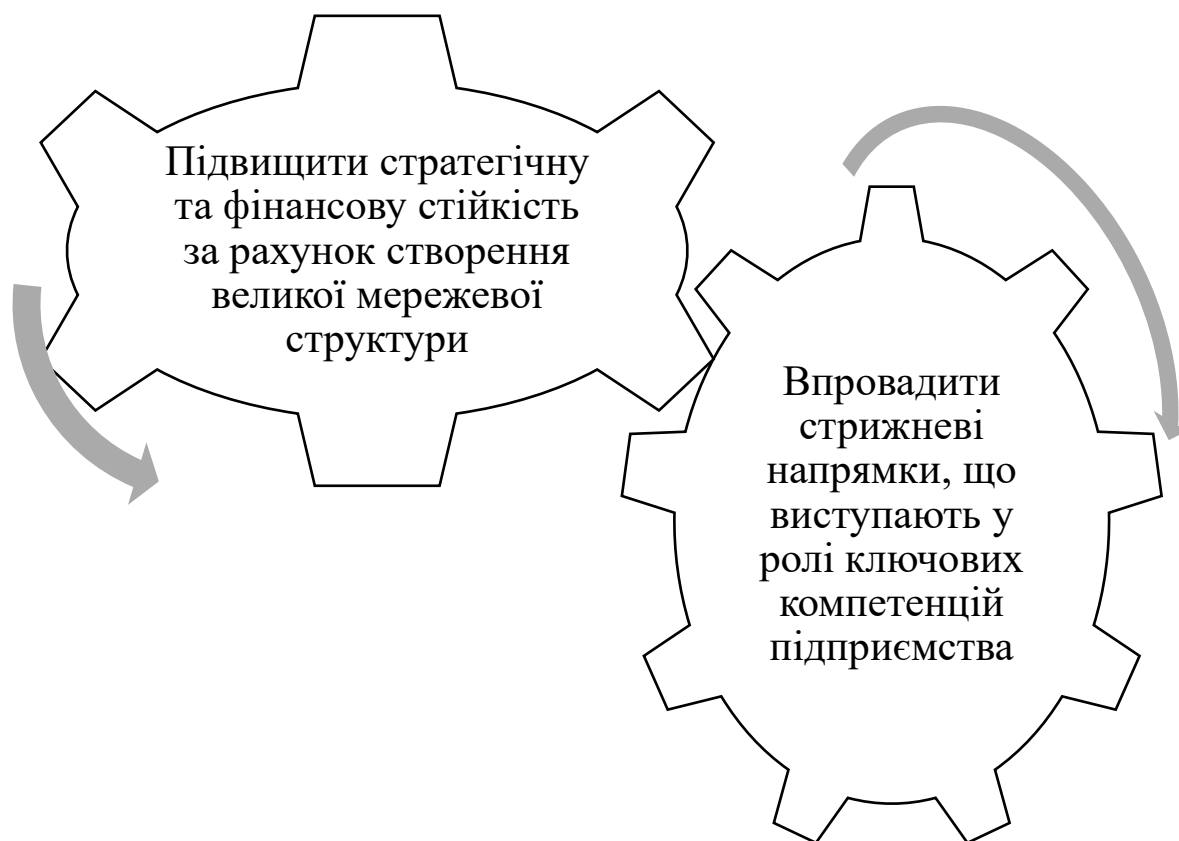 Підвищити стратегічну
та фінансову стійкість
за рахунок створення
великої мережевої
структури
Впровадити
стрижневі
напрямки, що
виступають у
ролі ключових
компетенцій
підприємства